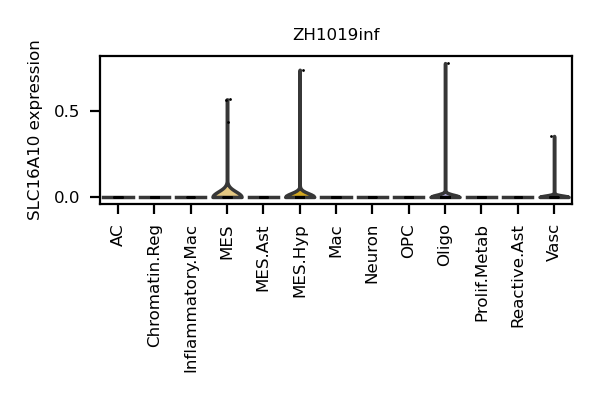 ZH1019inf
SLC16A10 expression
0.5
0.0
AC
Chromatin.Reg
Inflammatory.Mac
MES
MES.Ast
MES.Hyp
Mac
Neuron
OPC
Oligo
Prolif.Metab
Reactive.Ast
Vasc